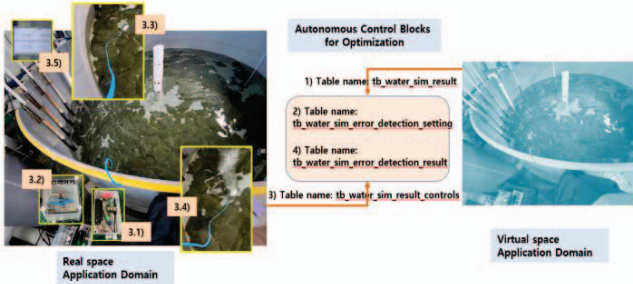 3.3)
3.5)
3.2)
3.1)
3.4)
Real space
Application Domain
Autonomous Control Blocks
for Optimization
1) Table name: tb_water_sim_result
2) Table name:
tb_water_sim_error_detection_setting
4) Table name:
tb_water_sim_error_detection_result
3) Table name: tb_water_sim_result_controls
Virtual space
Application Domain